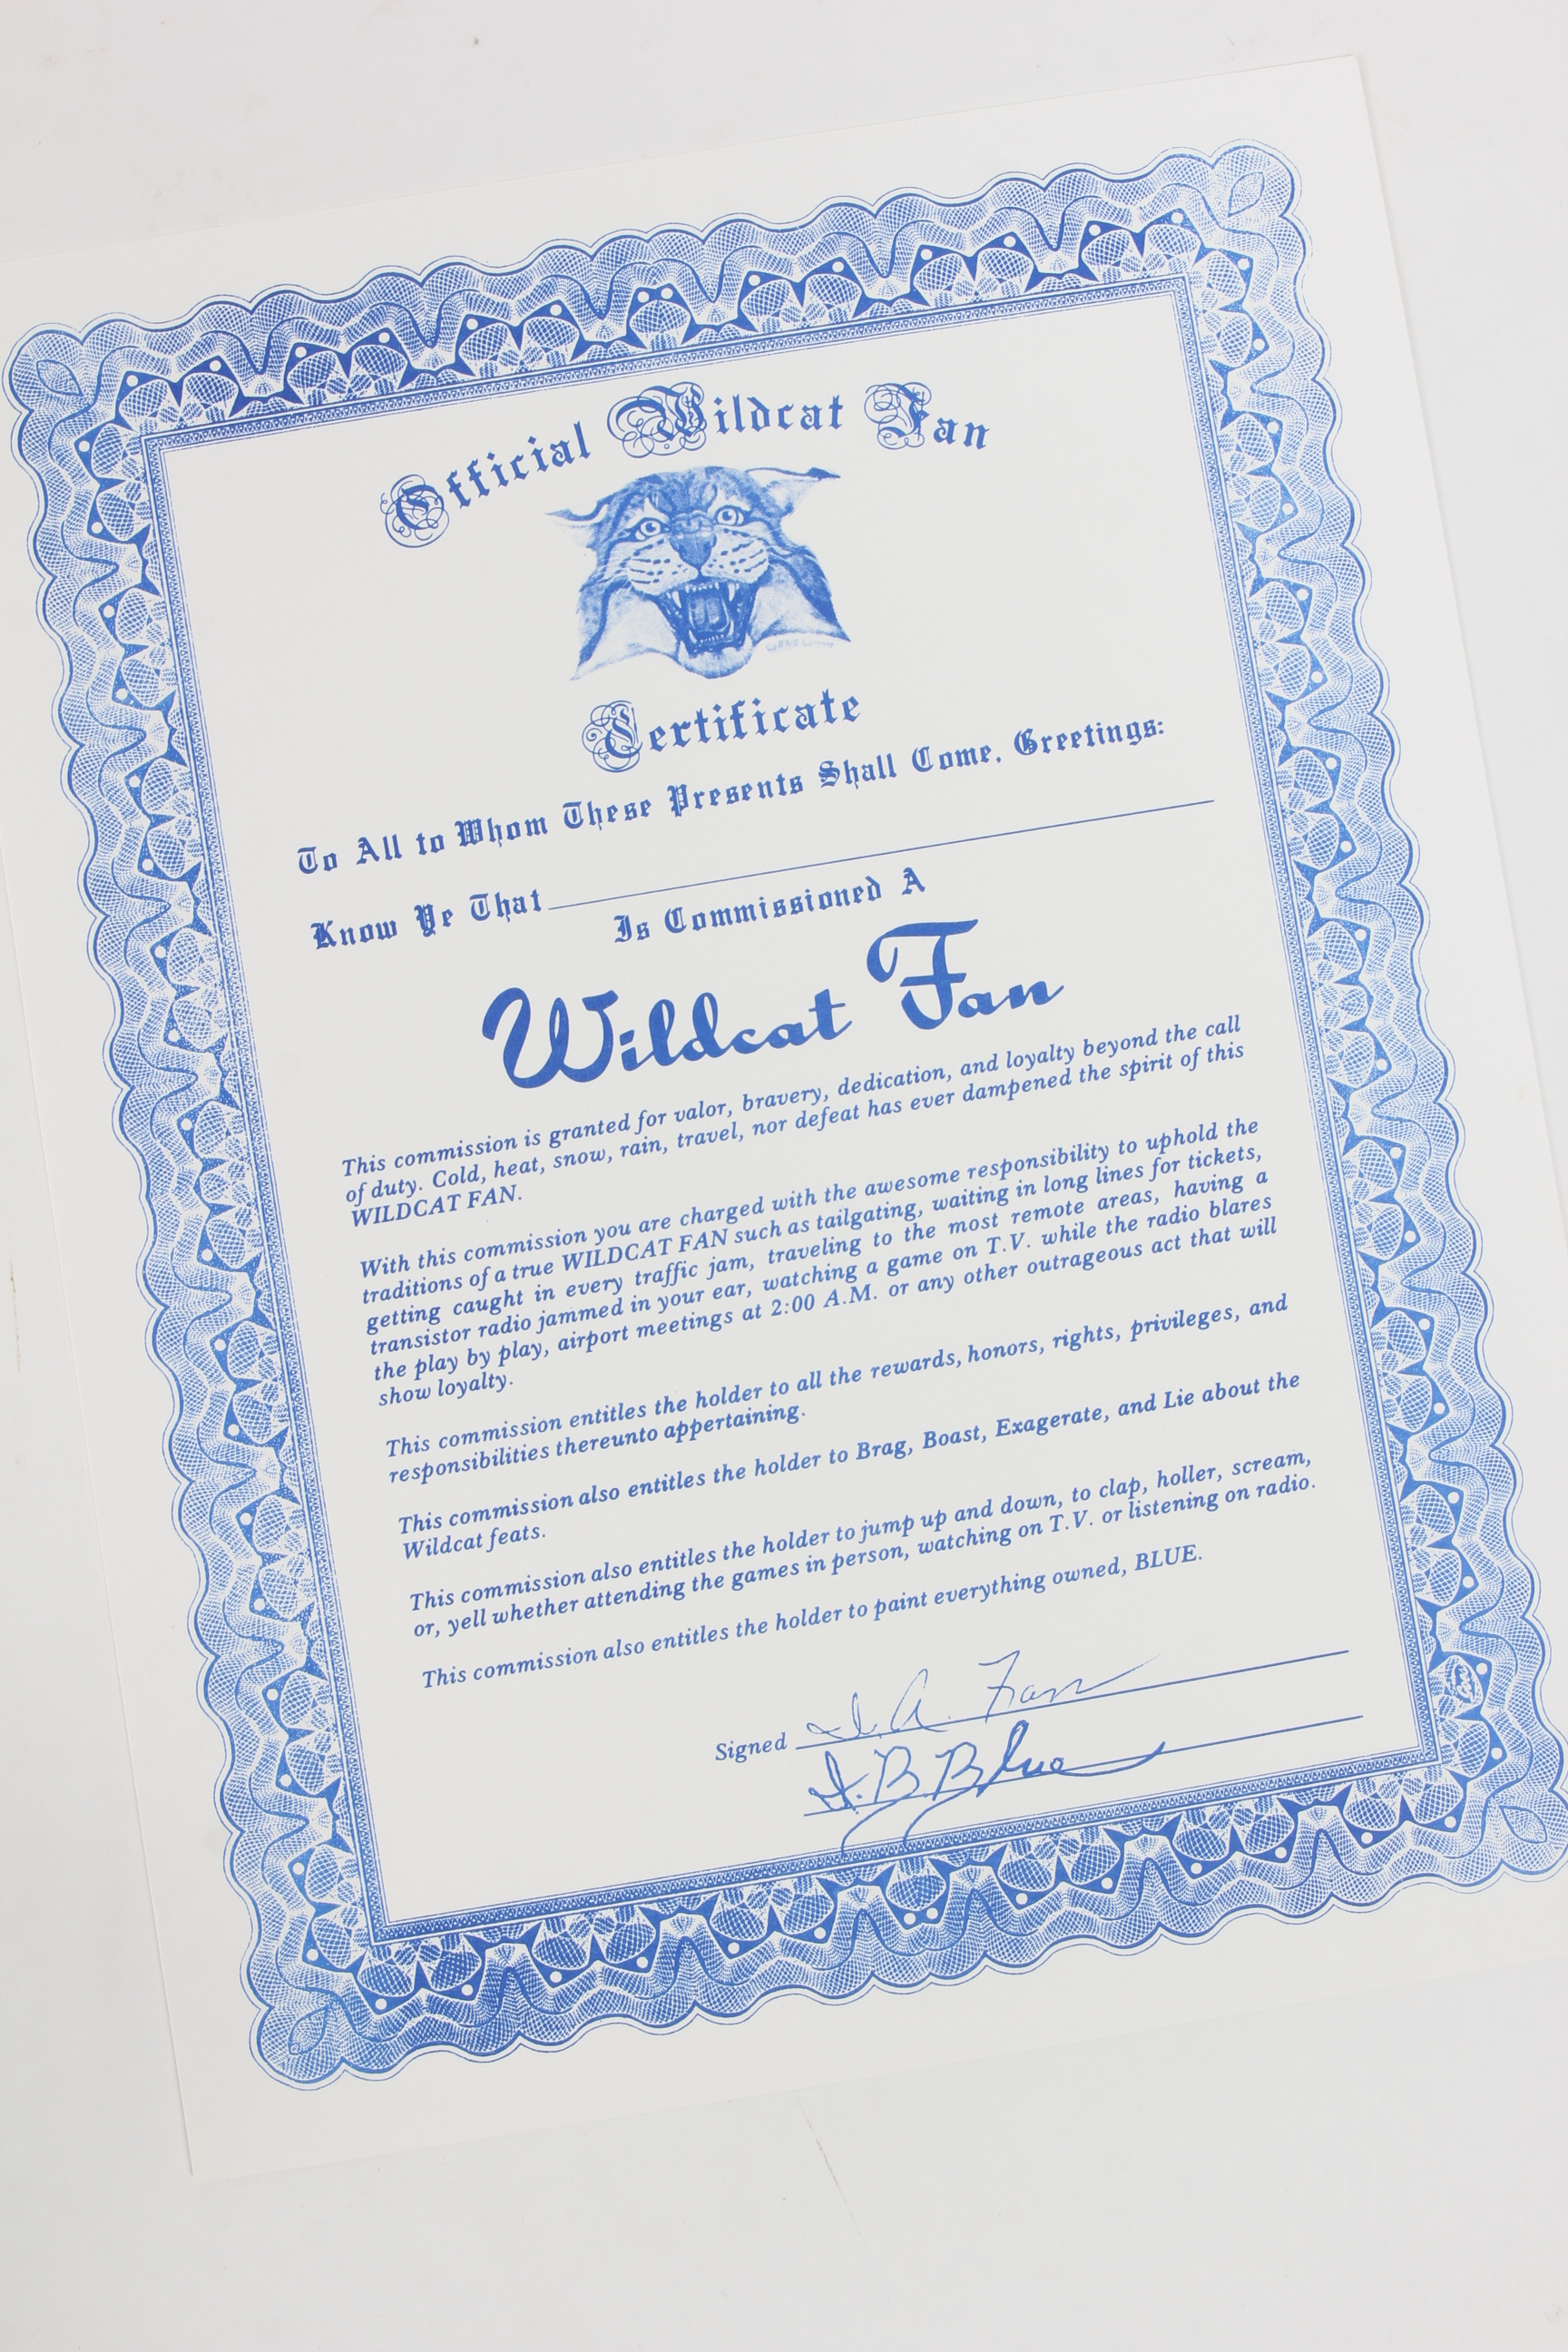 Official Wildcat Fan
Certificate
To All to Whom These Presents Shall Come, Greetings:
Know Ye That
Is Commissioned A
Wildcat Fan
This commission is granted for valor, bravery, dedication, and loyalty beyond the call
of duty. Cold, heat, snow, rain, travel, nor defeat has ever dampened the spirit of this
WILDCAT FAN.
With this commission you are charged with the awesome responsibility to uphold the
traditions of a true WILDCAT FAN such as tailgating, waiting in long lines for tickets,
getting caught in every traffic jam, traveling to the most remote areas, having a
transistor radio jammed in your ear, watching a game on T.V. while the radio blares
the play by play, airport meetings at 2:00 A.M. or any other outrageous act that will
show loyalty.
This commission entitles the holder to all the rewards, honors, rights, privileges, and
responsibilities thereunto appertaining.
This commission also entitles the holder to Brag, Boast, Exagerate, and Lie about the
Wildcat feats.
This commission also entitles the holder to jump up and down, to clap, holler, scream,
or, yell whether attending the games in person, watching on T.V. or listening on radio.
This commission also entitles the holder to paint everything owned, BLUE.
Signed I. A. Fan
I. B. Blue